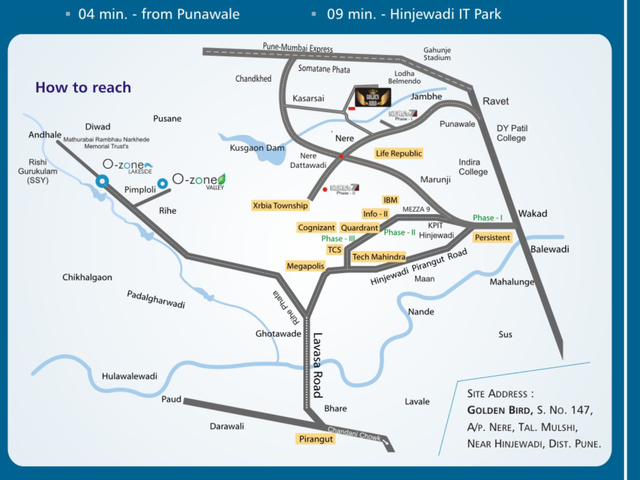 04 min. - from Punawale
09 min. - Hinjewadi IT Park
Pune-Mumbai Express
Gahunje
Stadium
How to reach
Chandkhed
Somatane Phata
Lodha
Belmendo
Kasarsai
Jambhe
Ravet
Pusane
Diwad
Andhale
Mathurabai Rambhau Narkhede
Memorial Trust's
Nere
Punawale
DY Patil
College
Kusgaon Dam
Nere
Dattawadi
Life Republic
Rishi
Gurukulam
(SSY)
O-zone
LAKESIDE
O-zone
VALLEY
Indira
College
Pimploli
Marunji
Rihe
Xrbia Township
IBM
Info - II
MEZZA 9
Phase - I
Wakad
Cognizant
Quadrant
Phase - II
KPIT
Hinjewadi
Phase - III
Persistent
TCS
Balewadi
Tech Mahindra
Megapolis
Hinjewadi Pirangut Road
Maan
Mahalunge
Chikhalgaon
Padalgharwadi
Rihe Phata
Nande
Ghotawade
Lavasa Road
Sus
Hulawalewadi
Paud
Bhare
Lavale
Darawali
Chandani Chowk
Pirangut
Site Address :
Golden Bird, S. No. 147,
A/p. Nere, Tal. Mulshi,
Near Hinjewadi, Dist. Pune.